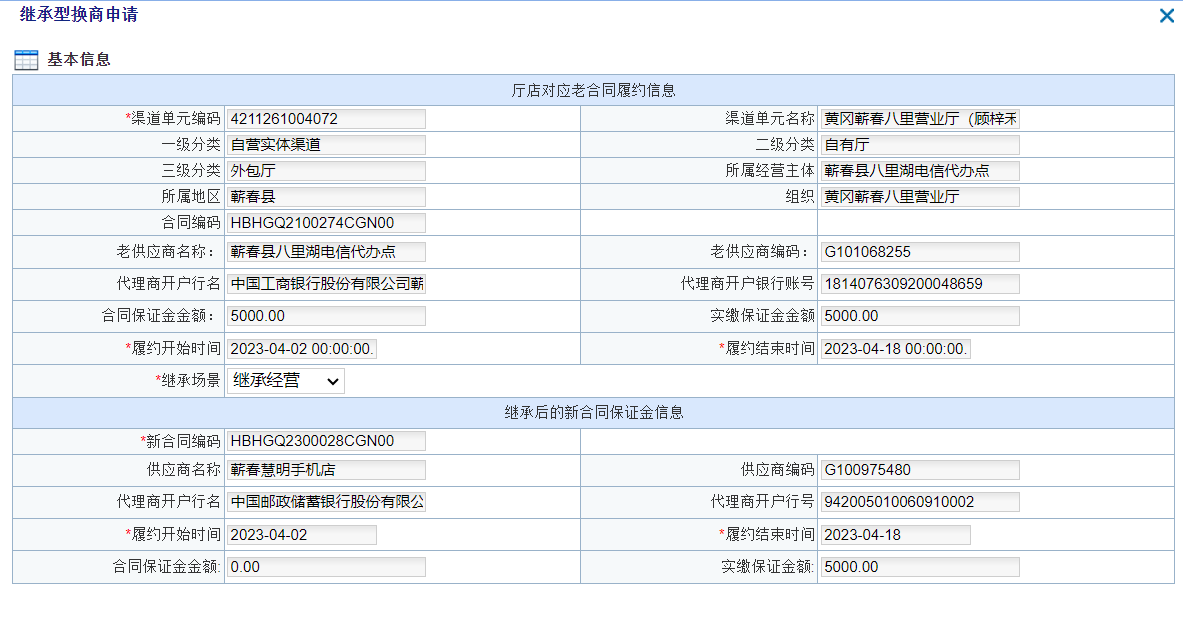 继承型换商申请
基本信息
厅店对应老合同履约信息
*渠道单元编码 4211261004072 渠道单元名称 黄冈蕲春八里营业厅（顾梓
一级分类 自营实体渠道 二级分类 自有厅
三级分类 外包厅 所属经营主体 蕲春县八里湖电信代办点
所属地区 蕲春县 组织 黄冈蕲春八里营业厅
合同编码 HBHGQ2100274CGN00
老供应商名称： 蕲春县八里湖电信代办点 老供应商编码： G101068255
代理商开户行名 中国工商银行股份有限公司蕲 代理商开户银行账号 1814076309200048659
合同保证金金额： 5000.00 实缴保证金金额 5000.00
*履约开始时间 2023-04-02 00:00:00. *履约结束时间 2023-04-18 00:00:00.
*继承场景 继承经营
继承后的新合同保证金信息
*新合同编码 HBHGQ2300028CGN00
供应商名称 蕲春慧明手机店 供应商编码 G100975480
代理商开户行名 中国邮政储蓄银行股份有限公 代理商开户行号 942005010060910002
*履约开始时间 2023-04-02 *履约结束时间 2023-04-18
合同保证金金额: 0.00 实缴保证金额: 5000.00